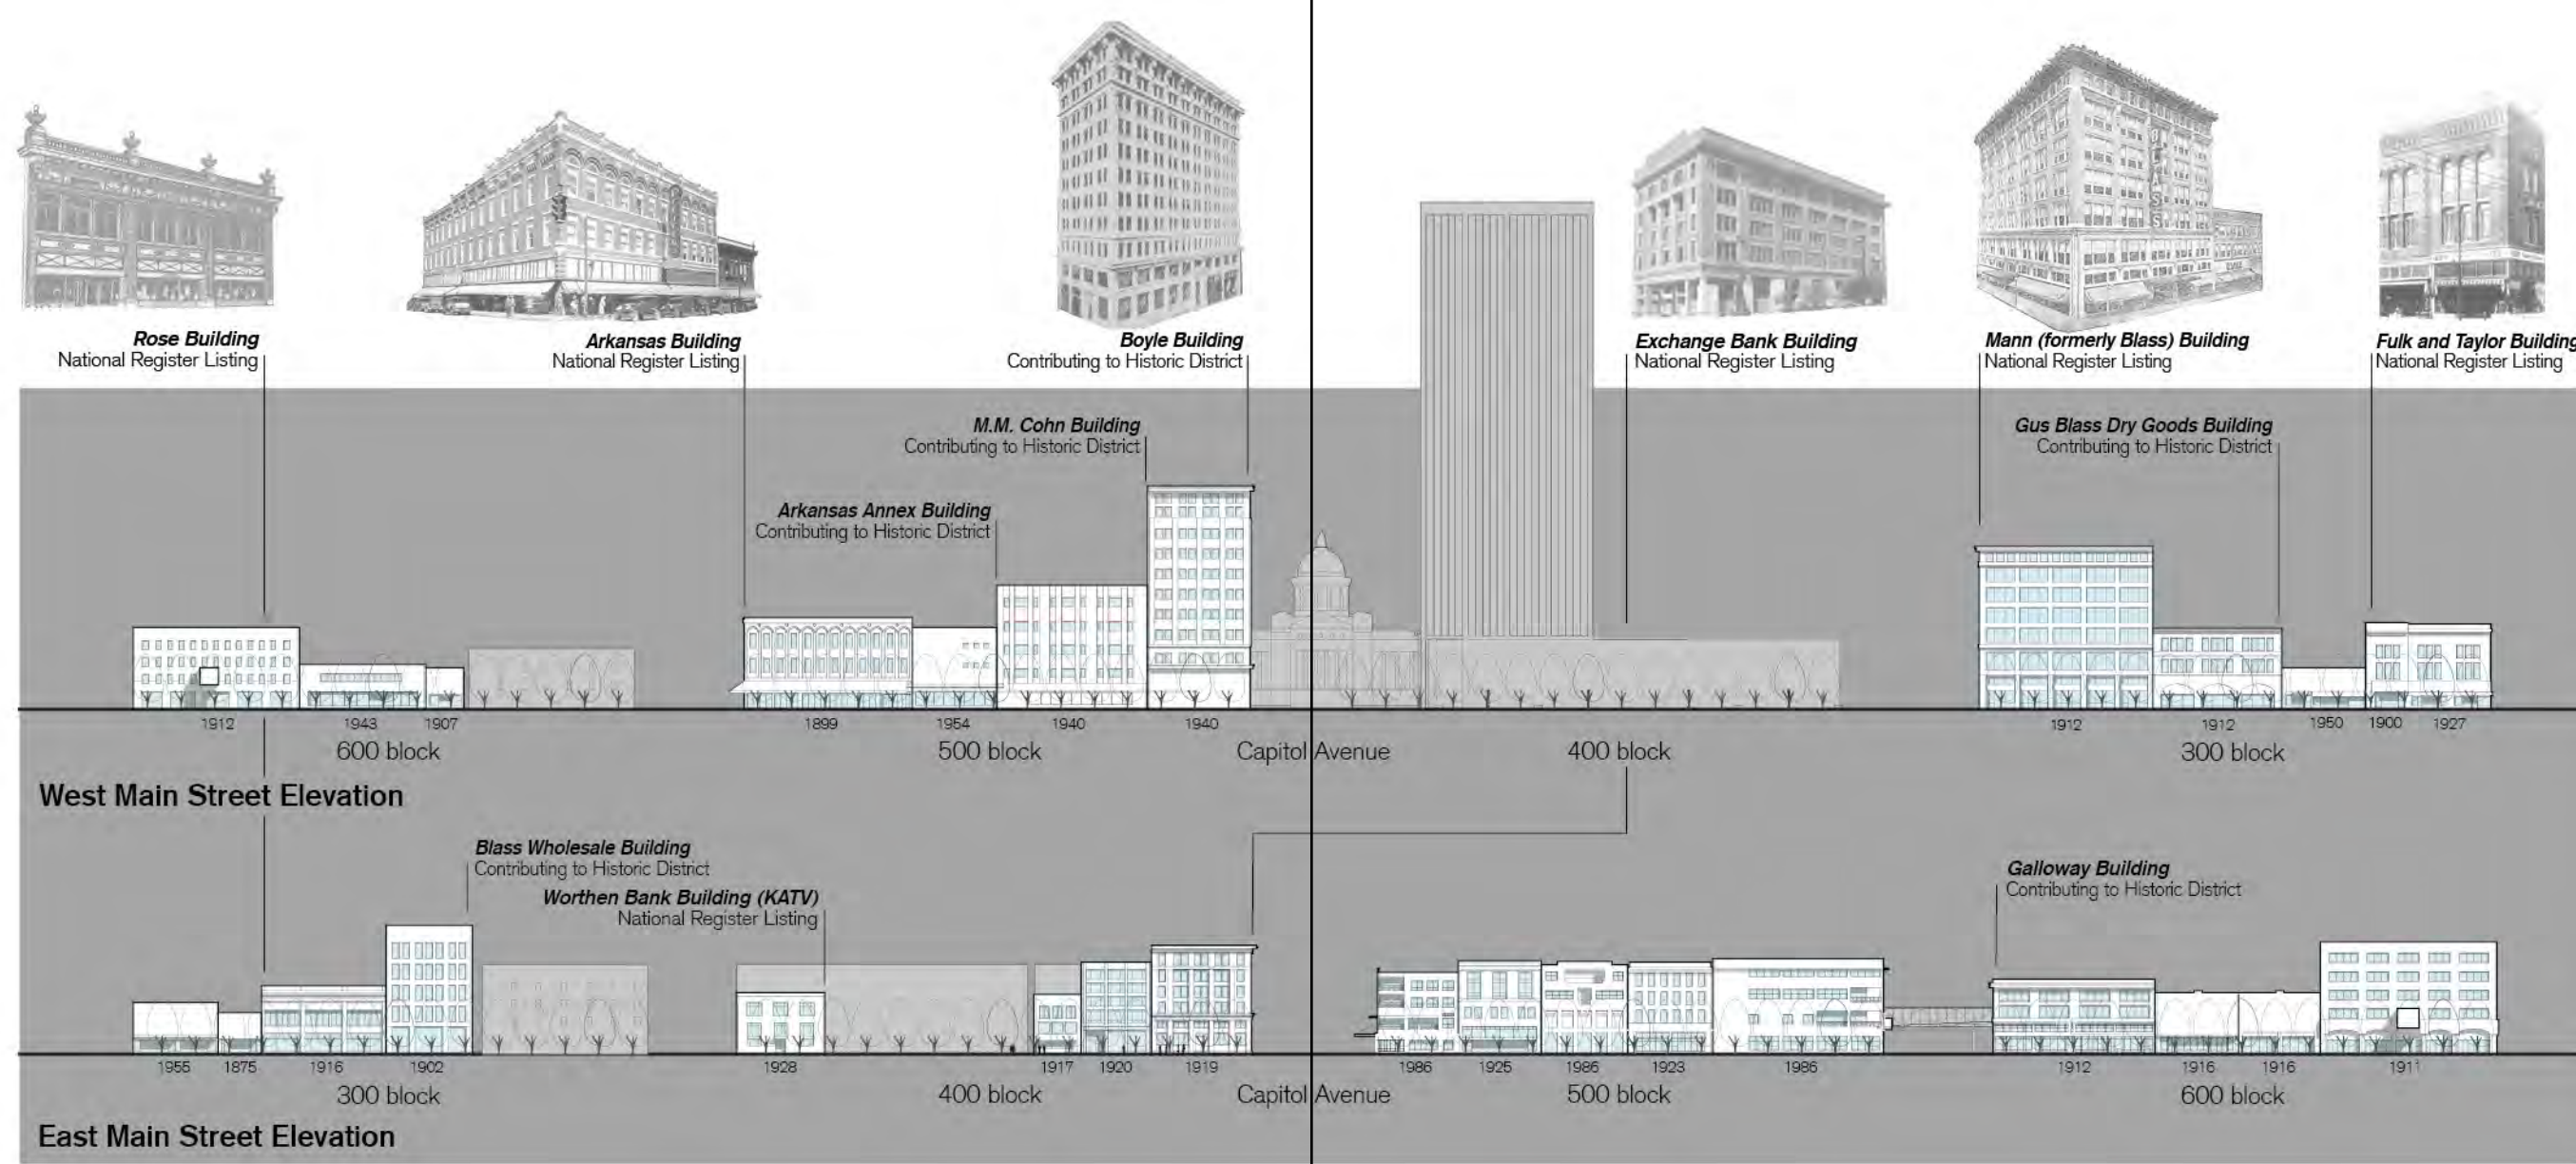 Rose Building
National Register Listing
Arkansas Building
National Register Listing
Boyle Building
Contributing to Historic District
Exchange Bank Building
National Register Listing
BLASS
Mann (formerly Blass) Building
National Register Listing
Fulk and Taylor Building
National Register Listing
M.M. Cohn Building
Contributing to Historic District
Gus Blass Dry Goods Building
Contributing to Historic District
Arkansas Annex Building
Contributing to Historic District
1912 1943 1907 1899 1954 1940 1940 1912 1912 1950 1900 1927
600 block 500 block Capitol Avenue 400 block 300 block
West Main Street Elevation
Blass Wholesale Building
Contributing to Historic District
Galloway Building
Contributing to Historic District
Worthen Bank Building (KATV)
National Register Listing
1955 1875 1916 1902 1928 1917 1920 1919 1986 1925 1986 1923 1986 1912 1916 1916 1911
300 block 400 block Capitol Avenue 500 block 600 block
East Main Street Elevation